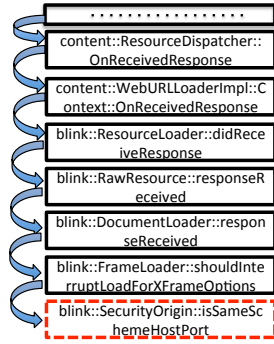 . . . . . . . . . . . . . . . . .
content::ResourceDispatcher::
OnReceivedResponse
content::WebURLLoaderImpl::C
ontext::OnReceivedResponse
blink::ResourceLoader::didRece
iveResponse
blink::RawResource::responseR
eceived
blink::DocumentLoader::respon
seReceived
blink::FrameLoader::shouldInte
rruptLoadForXFrameOptions
blink::SecurityOrigin::isSameSc
hemeHostPort